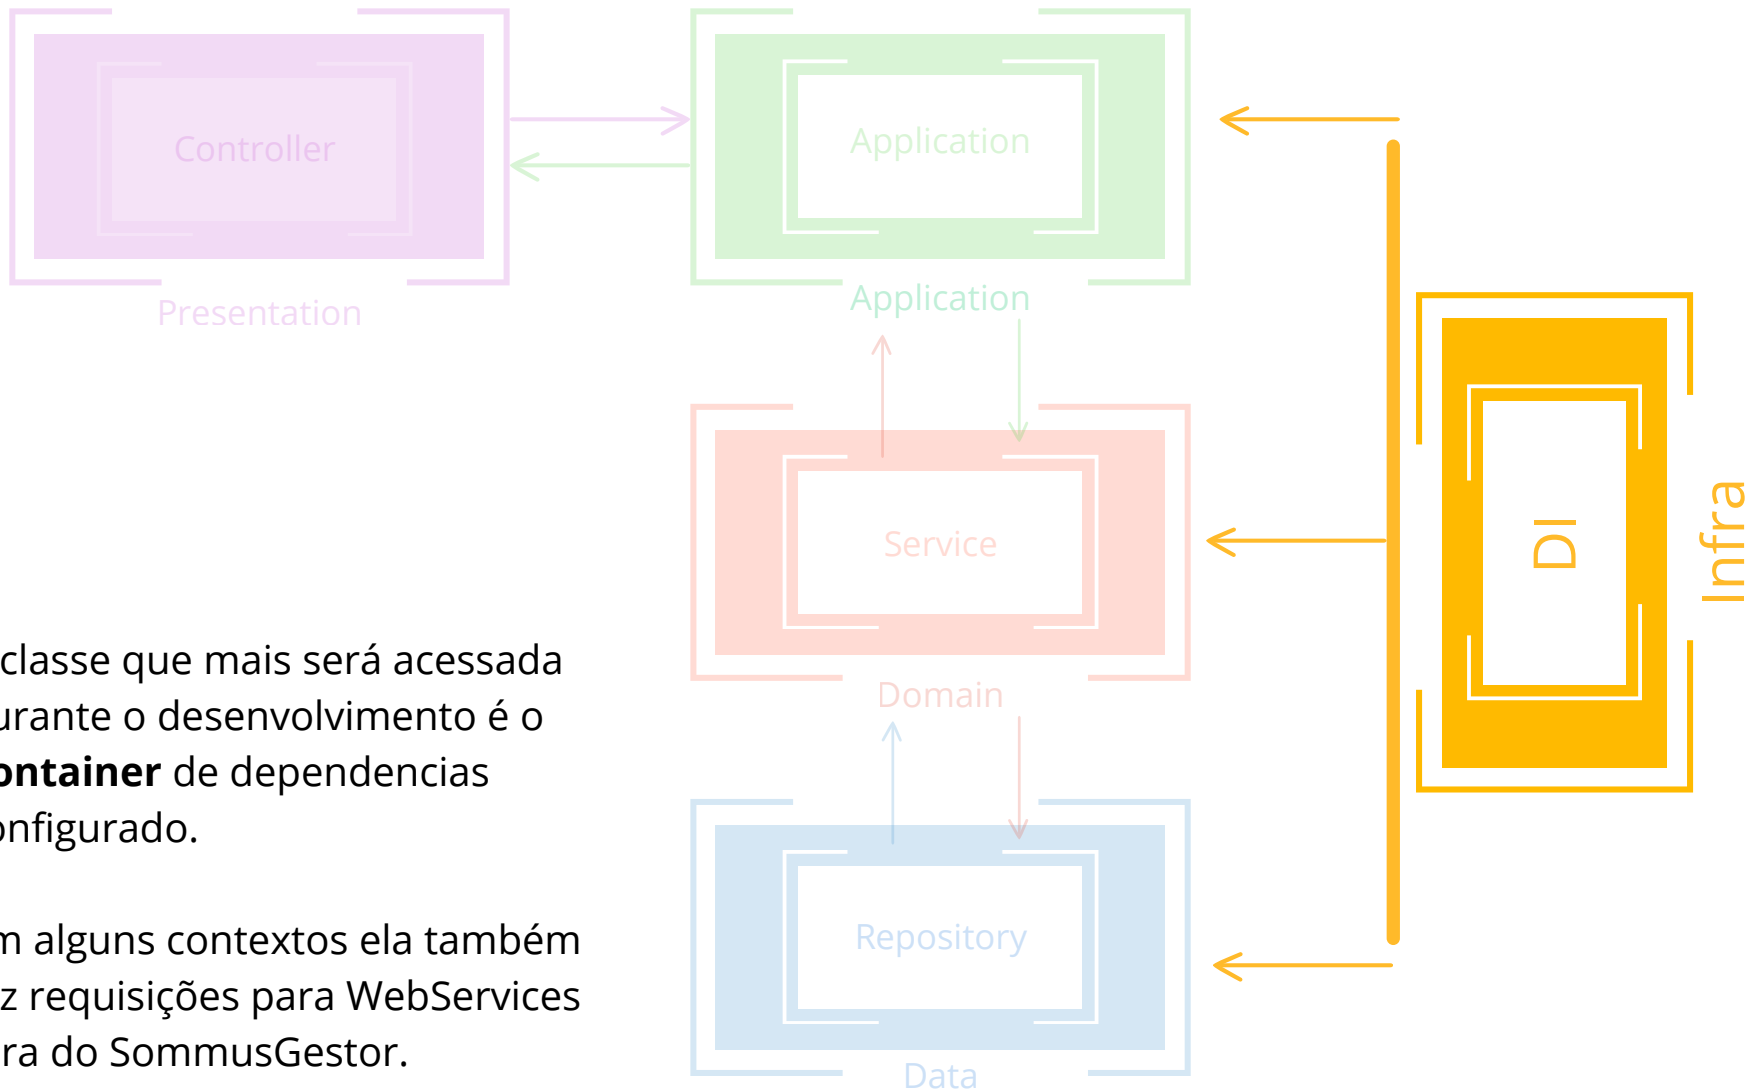 Controller
Presentation
Application
Application
Service
Domain
Repository
Data
DI
Infra
classe que mais será acessada
urante o desenvolvimento é o
ontainer de dependencias
onfigurado.
m alguns contextos ela também
z requisições para WebServices
ra do SommusGestor.